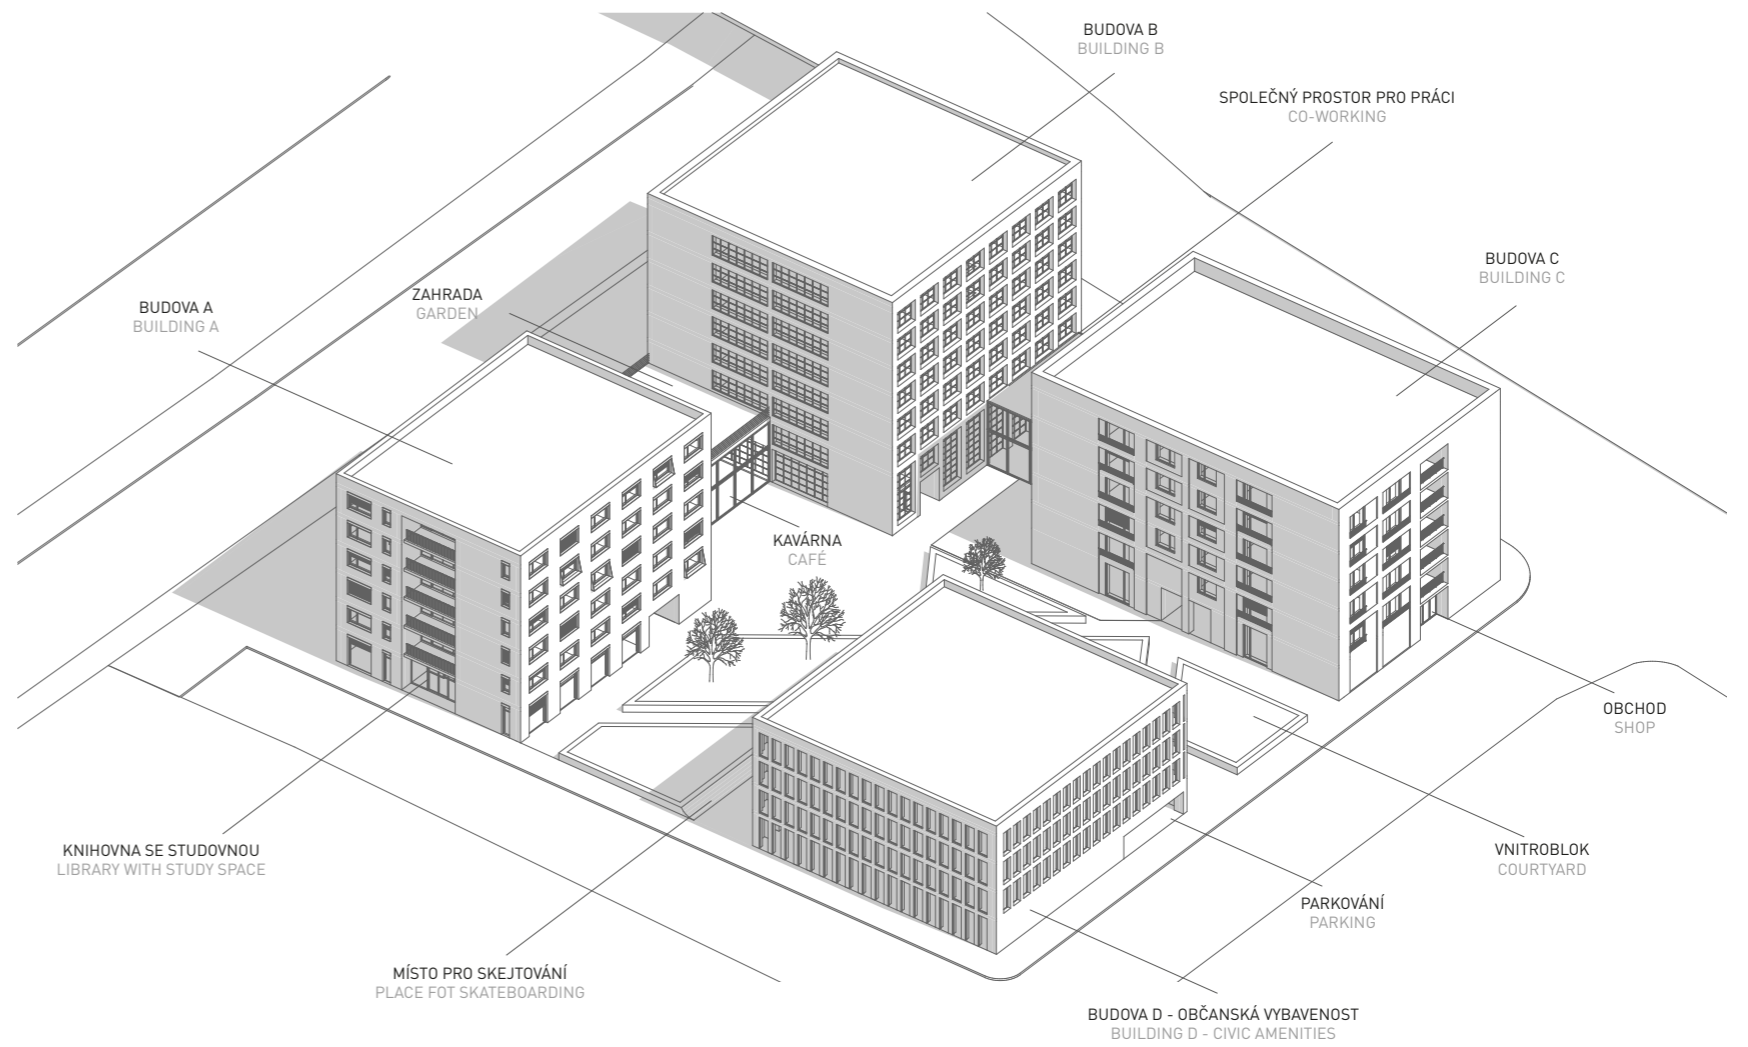 BUDOVA B
BUILDING B
SPOLEČNÝ PROSTOR PRO PRÁCI
CO-WORKING
BUDOVA C
BUILDING C
BUDOVA A
BUILDING A
ZAHRADA
GARDEN
KAVÁRNA
CAFÉ
OBCHOD
SHOP
KNIHOVNA SE STUDOVNOU
LIBRARY WITH STUDY SPACE
VNITROBLOK
COURTYARD
PARKOVÁNÍ
PARKING
MÍSTO PRO SKEJTOVÁNÍ
PLACE FOT SKATEBOARDING
BUDOVA D - OBČANSKÁ VYBAVENOST
BUILDING D - CIVIC AMENITIES